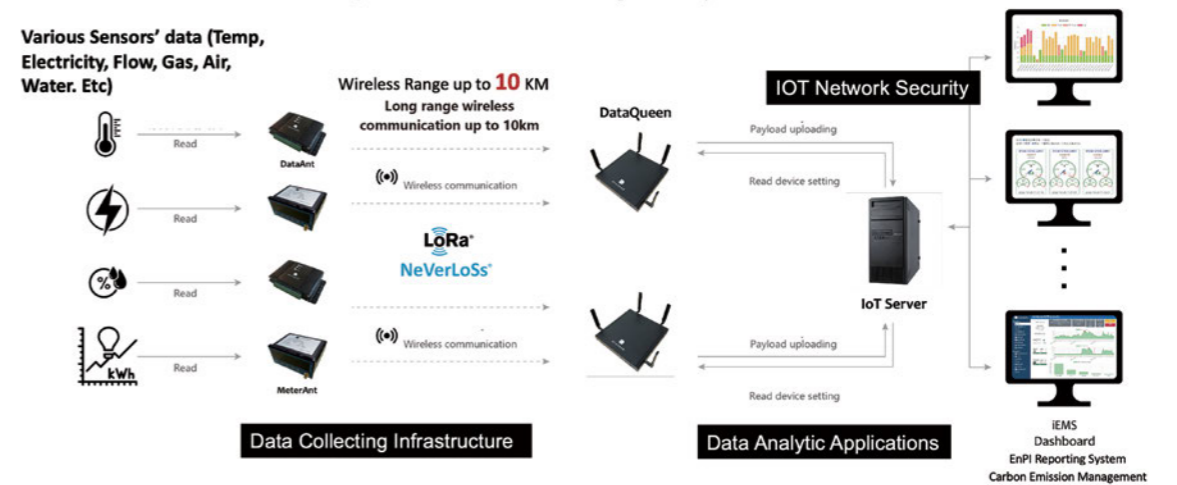 Various Sensors' data (Temp,
Electricity, Flow, Gas, Air,
Water. Etc)
Wireless Range up to 10 KM
Long range wireless
communication up to 10km
DataQueen
IOT Network Security
Read
DataAnt
Payload uploading
Wireless communication
Read device setting
Read
LoRa®
NeVerLoSs®
%
Read
IoT Server
Wireless communication
Payload uploading
kWh
Read
MeterAnt
Read device setting
Data Collecting Infrastructure
Data Analytic Applications
iEMS
Dashboard
EnPI Reporting System
Carbon Emission Management